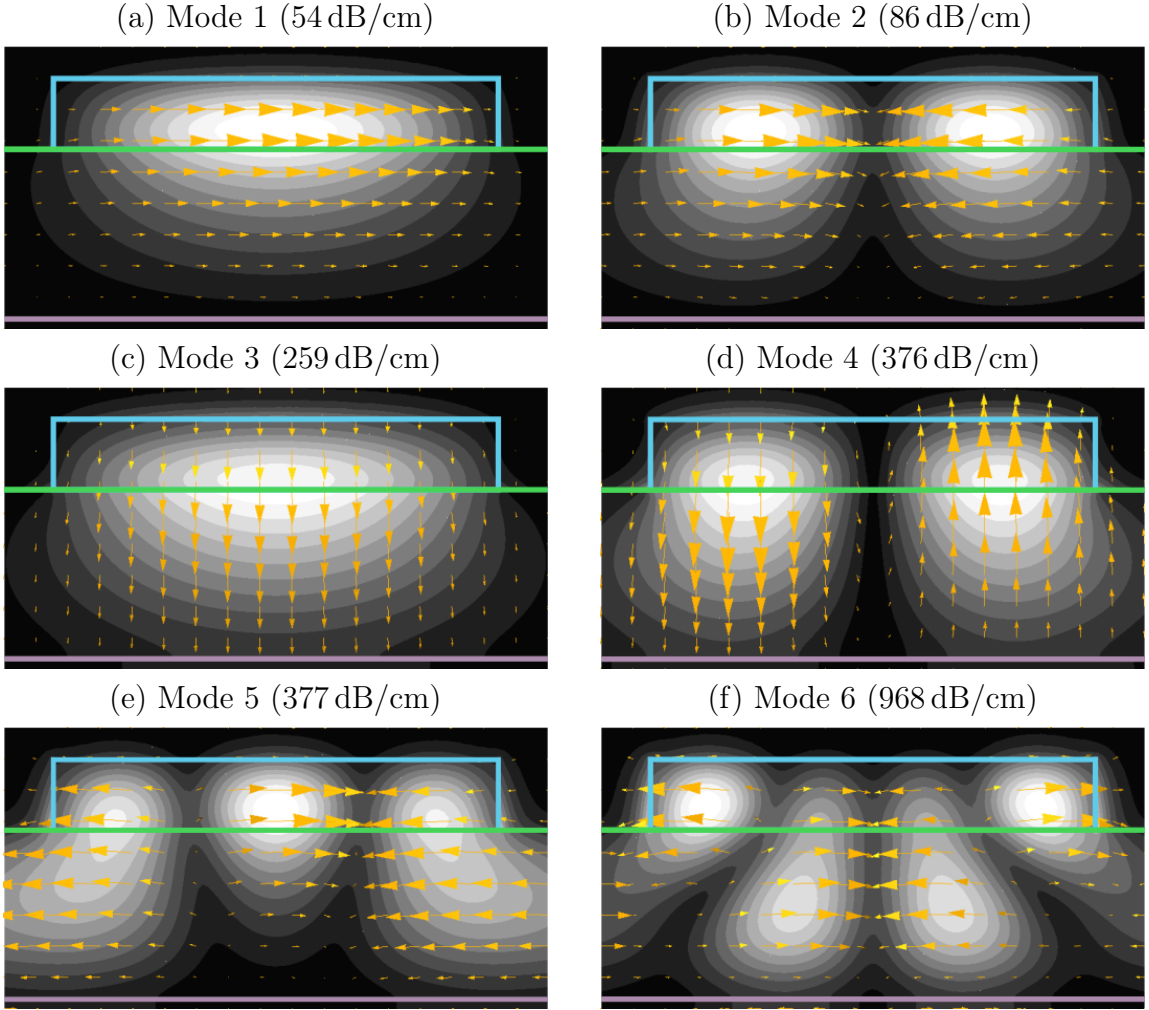 (a) Mode 1 (54 dB/cm)
(b) Mode 2 (86 dB/cm)
(c) Mode 3 (259 dB/cm)
(d) Mode 4 (376 dB/cm)
(e) Mode 5 (377 dB/cm)
(f) Mode 6 (968 dB/cm)